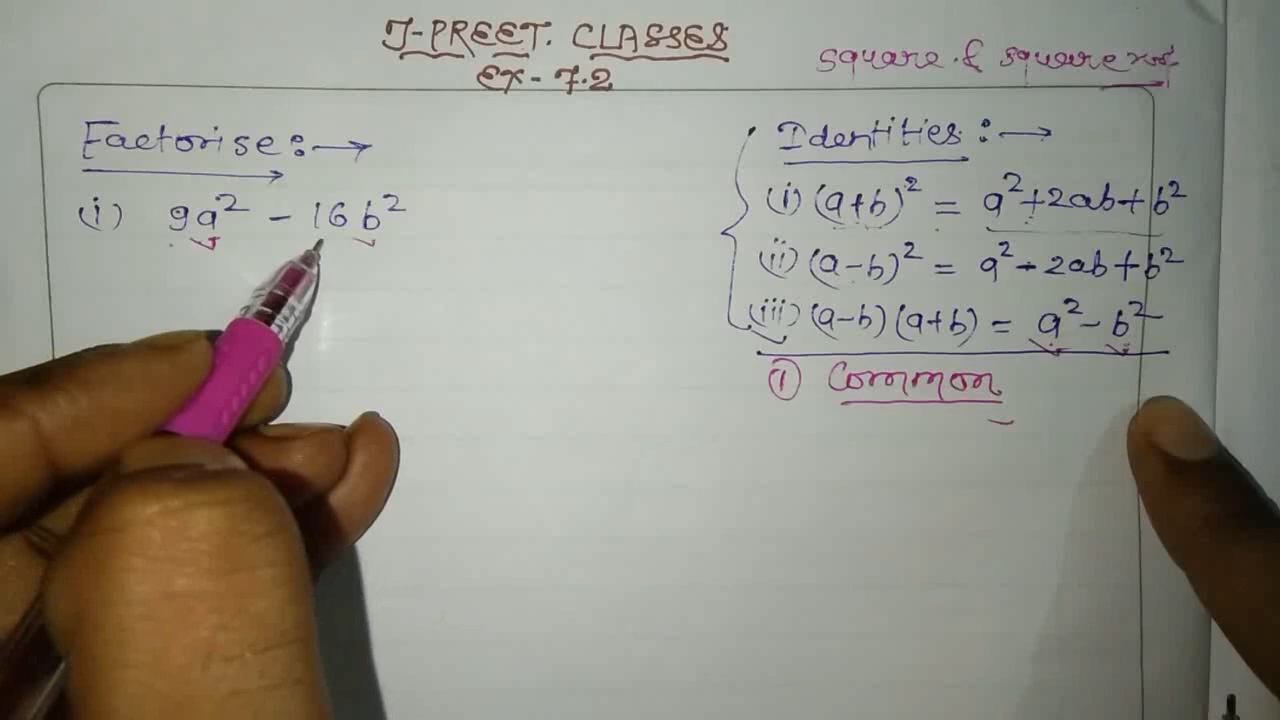 J-PREET. CLASSES
EX - 7.2
square & square root
Factorise :→
(i) 9a² - 16b²
Identities :→
(i) (a+b)² = a²+2ab+b²
(ii) (a-b)² = a²-2ab+b²
(iii) (a-b)(a+b) = a²-b²
① Common